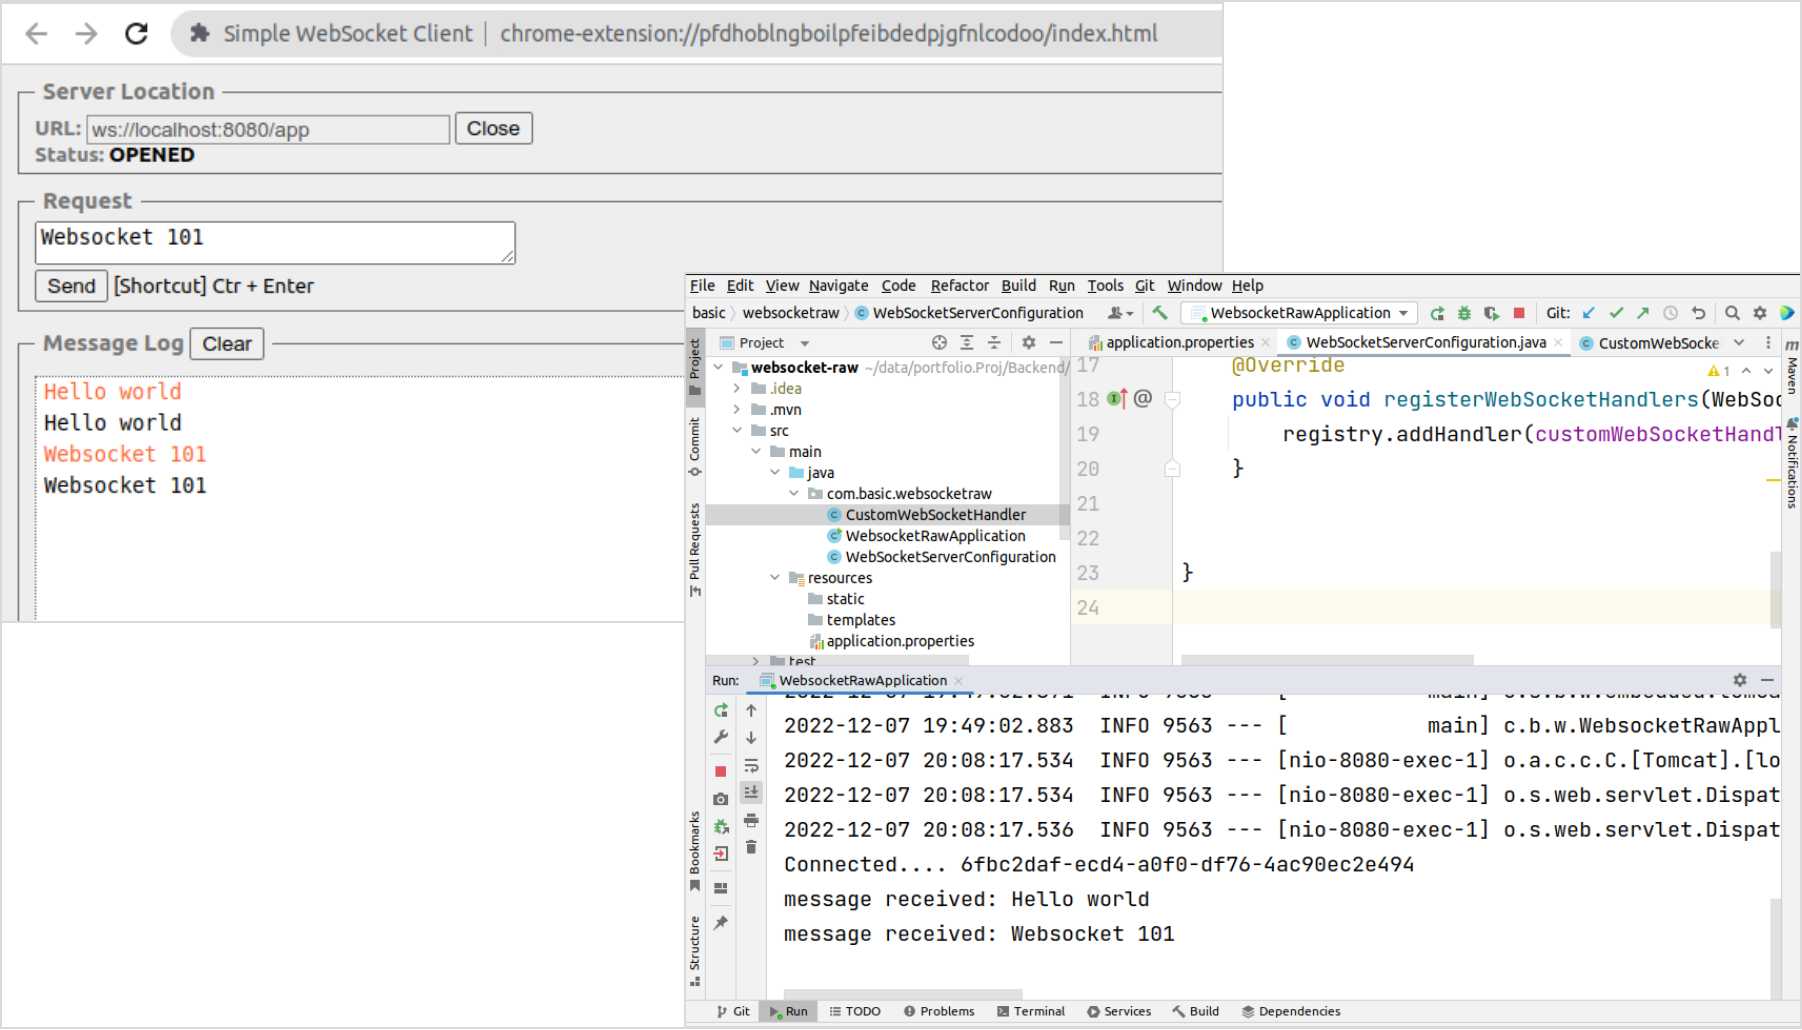 Simple WebSocket Client | chrome-extension://pfdhoblngboilpfeibdedpjgfnlcodoo/index.html
Server Location
URL: ws://localhost:8080/app Close
Status: OPENED
Request
Websocket 101
Send [Shortcut] Ctr + Enter
Message Log Clear
Hello world
Hello world
Websocket 101
Websocket 101
File Edit View Navigate Code Refactor Build Run Tools Git Window Help
basic websocketraw WebSocketServerConfiguration WebsocketRawApplication Git:
Project
application.properties WebSocketServerConfiguration.java CustomWebSocke
Project
Commit
Pull Requests
Bookmarks
Structure
websocket-raw ~/data/portfolio.Proj/Backend/
.idea
.mvn
src
main
java
com.basic.websocketraw
CustomWebSocketHandler
WebsocketRawApplication
WebSocketServerConfiguration
resources
static
templates
application.properties
test
17 @Override
18 @ public void registerWebSocketHandlers(WebSoc
19 registry.addHandler(customWebSocketHandl
20 }
21
22
23 }
24
1
m Maven
Notifications
Run: WebsocketRawApplication
2022-12-07 19:49:02.883 INFO 9563 --- [ main] c.b.w.WebsocketRawAppl
2022-12-07 20:08:17.534 INFO 9563 --- [nio-8080-exec-1] o.a.c.c.C.[Tomcat].[lo
2022-12-07 20:08:17.534 INFO 9563 --- [nio-8080-exec-1] o.s.web.servlet.Dispat
2022-12-07 20:08:17.536 INFO 9563 --- [nio-8080-exec-1] o.s.web.servlet.Dispat
Connected.... 6fbc2daf-ecd4-a0f0-df76-4ac90ec2e494
message received: Hello world
message received: Websocket 101
Git Run TODO Problems Terminal Services Build Dependencies